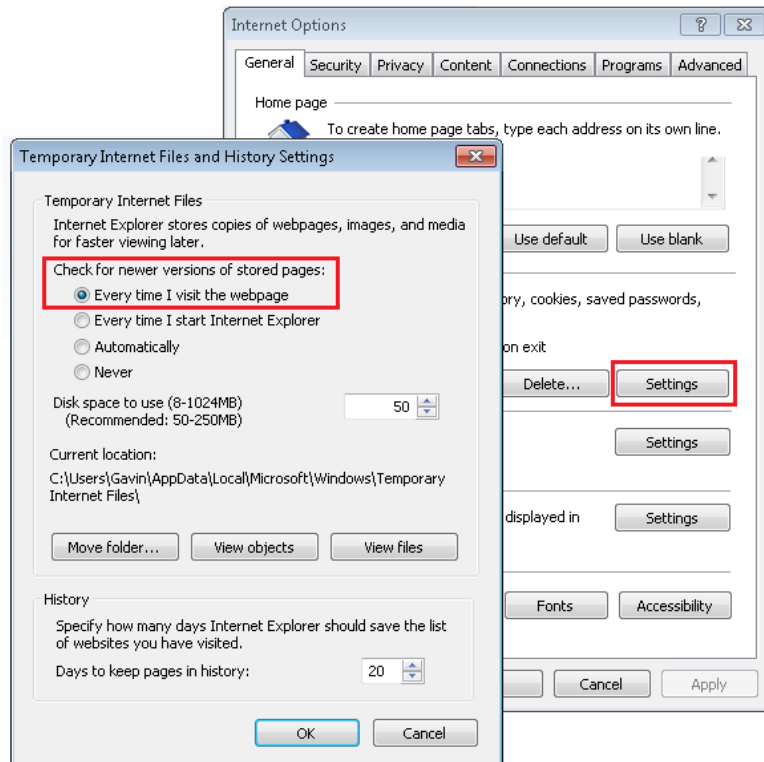 Internet Options
General Security Privacy Content Connections Programs Advanced
Home page
To create home page tabs, type each address on its own line.
Use default Use blank
ory, cookies, saved passwords,
on exit
Delete... Settings
Settings
displayed in Settings
Fonts Accessibility
Cancel Apply
Temporary Internet Files and History Settings
Temporary Internet Files
Internet Explorer stores copies of webpages, images, and media
for faster viewing later.
Check for newer versions of stored pages:
Every time I visit the webpage
Every time I start Internet Explorer
Automatically
Never
Disk space to use (8-1024MB) 50
(Recommended: 50-250MB)
Current location:
C:\Users\Gavin\AppData\Local\Microsoft\Windows\Temporary
Internet Files\
Move folder... View objects View files
History
Specify how many days Internet Explorer should save the list
of websites you have visited.
Days to keep pages in history: 20
OK Cancel